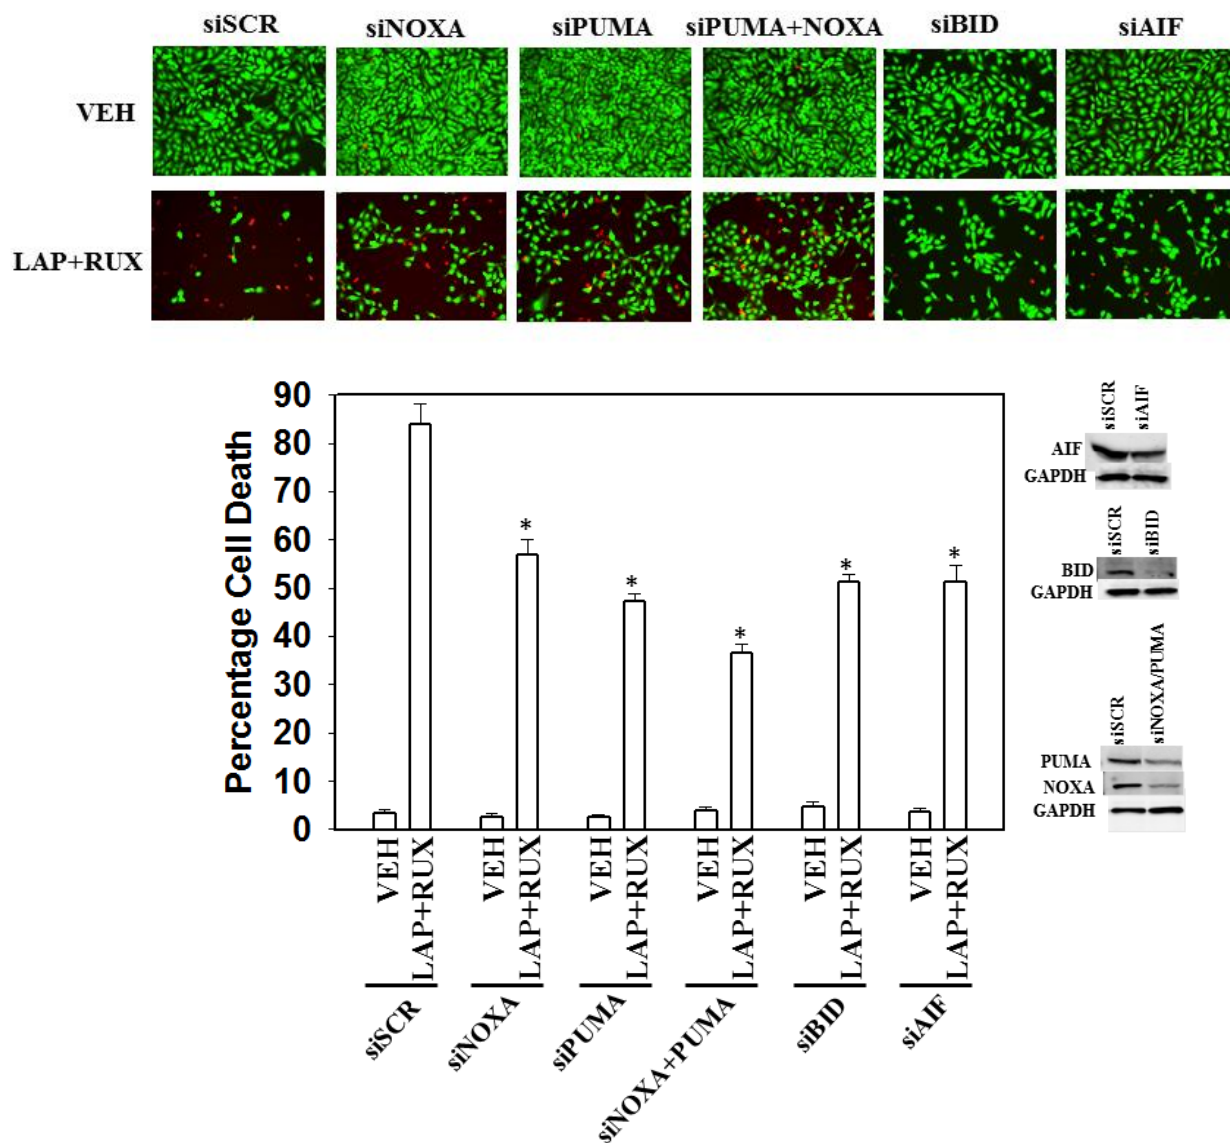 siSCR siNOXA siPUMA siPUMA+NOXA siBID siAIF
VEH
LAP+RUX
Percentage Cell Death
90
80
70
60
50
40
30
20
10
0
*
*
*
*
*
VEH LAP+RUX VEH LAP+RUX VEH LAP+RUX VEH LAP+RUX VEH LAP+RUX VEH LAP+RUX
siSCR siNOXA siPUMA siNOXA+PUMA siBID siAIF
siSCR siAIF
AIF
GAPDH
siSCR siBID
BID
GAPDH
siSCR siNOXA/PUMA
PUMA
NOXA
GAPDH